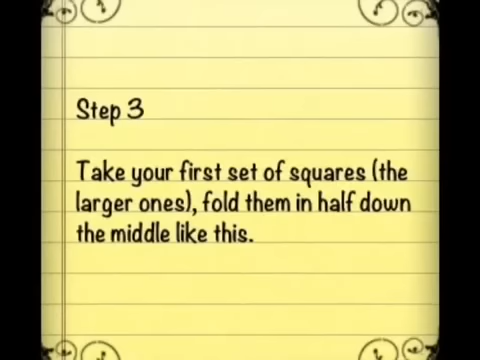 Step 3
Take your first set of squares (the
larger ones), fold them in half down
the middle like this.